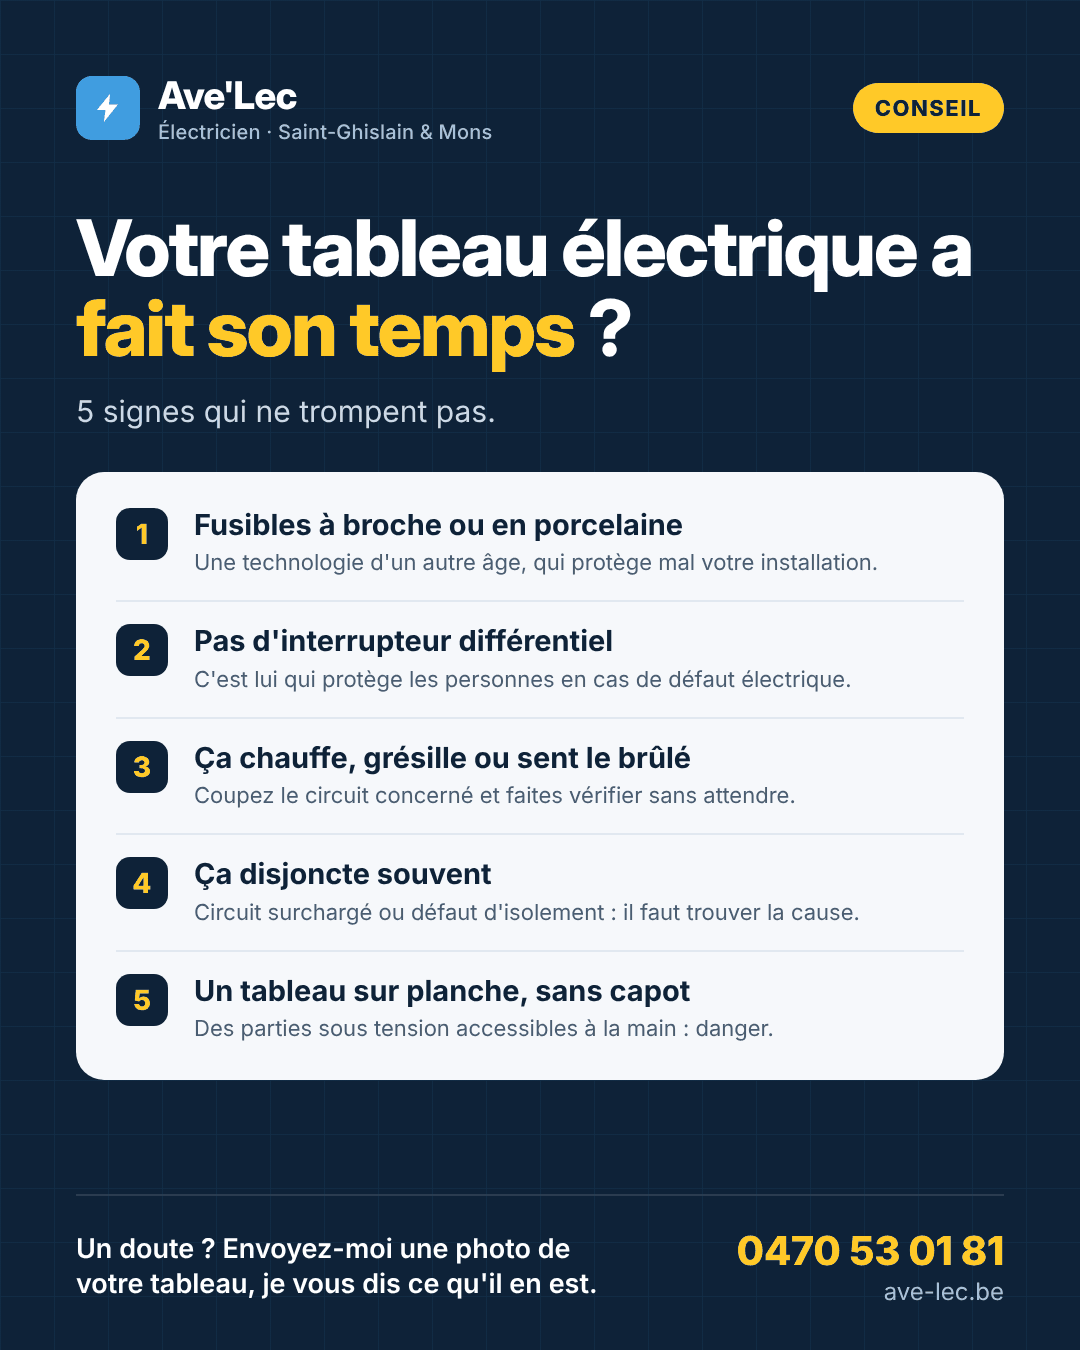 Ave'Lec
Électricien · Saint-Ghislain & Mons
CONSEIL
Votre tableau électrique a
fait son temps ?
5 signes qui ne trompent pas.
1
Fusibles à broche ou en porcelaine
Une technologie d'un autre âge, qui protège mal votre installation.
2
Pas d'interrupteur différentiel
C'est lui qui protège les personnes en cas de défaut électrique.
3
Ça chauffe, grésille ou sent le brûlé
Coupez le circuit concerné et faites vérifier sans attendre.
4
Ça disjoncte souvent
Circuit surchargé ou défaut d'isolement : il faut trouver la cause.
5
Un tableau sur planche, sans capot
Des parties sous tension accessibles à la main : danger.
Un doute ? Envoyez-moi une photo de
votre tableau, je vous dis ce qu'il en est.
0470 53 01 81
ave-lec.be